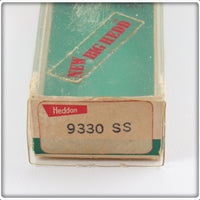 NEW
BIG HEDD
Heddon
9330 SS